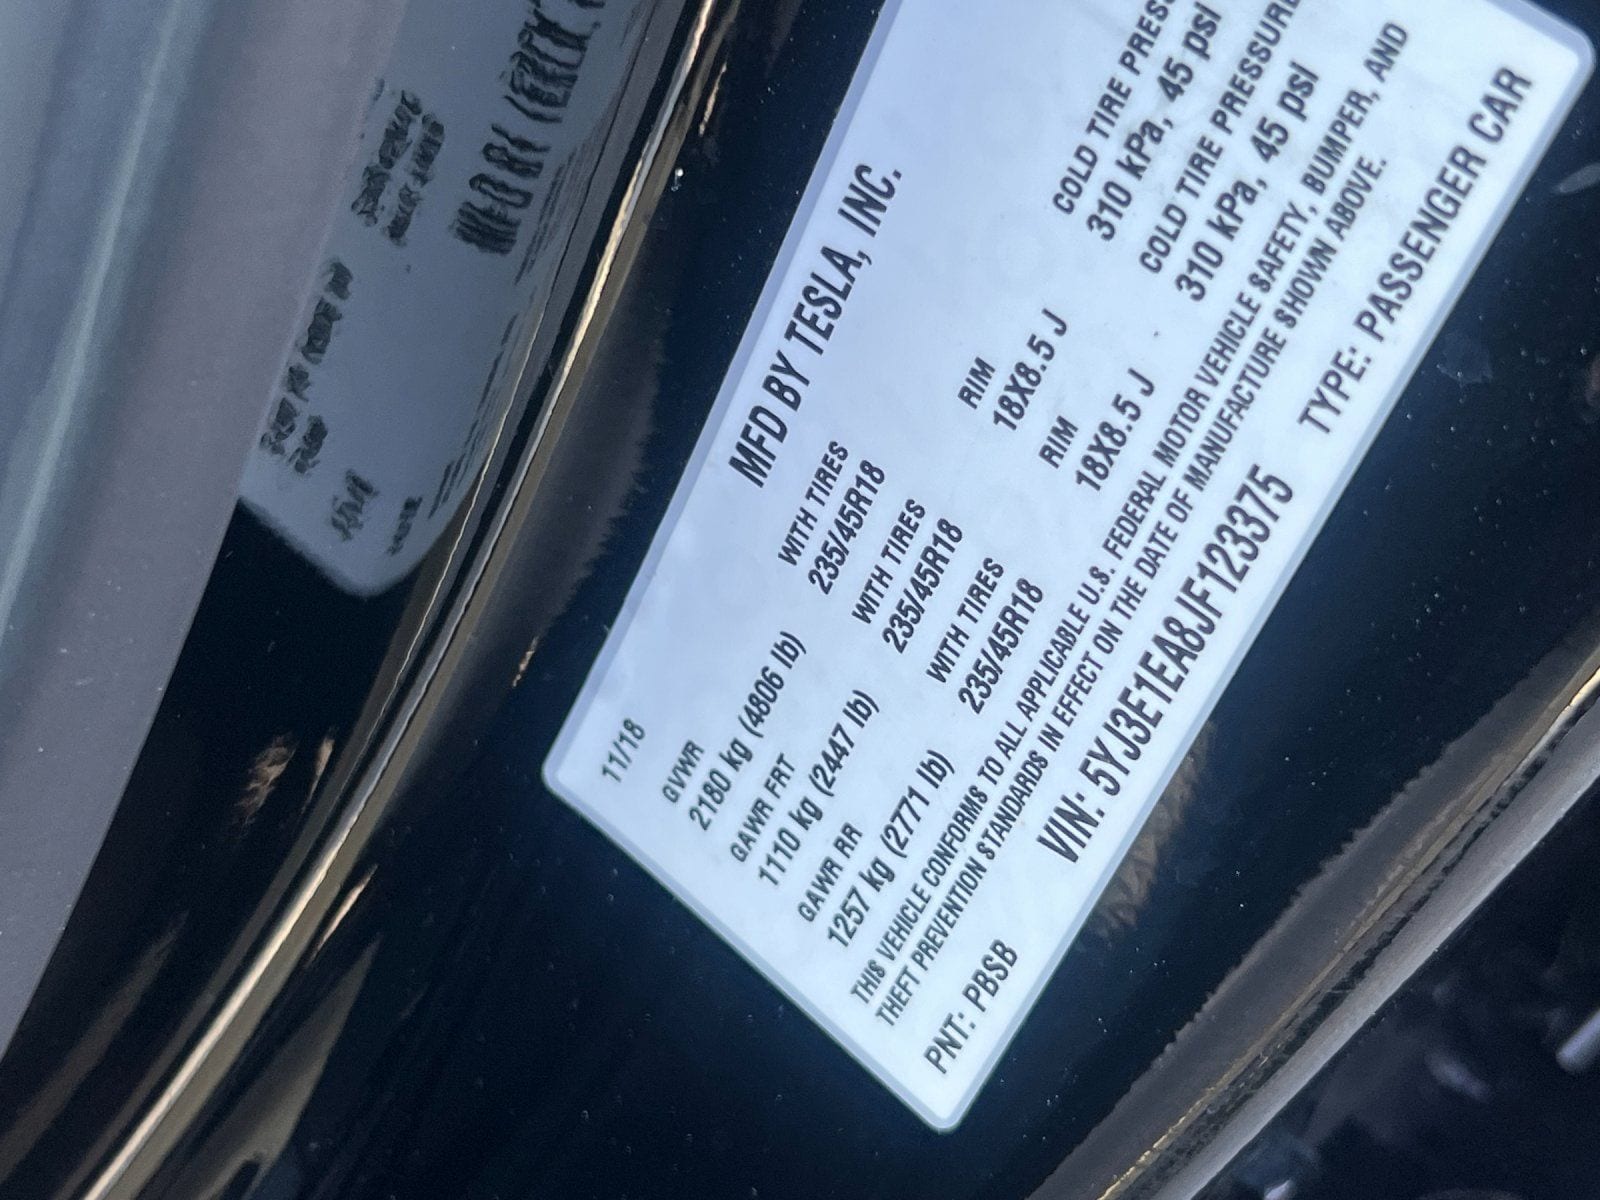 MFD BY TESLA, INC.
11/18
GVWR WITH TIRES RIM COLD TIRE
2180 kg (4806 lb) 235/45R18 18X8.5 J 310 kPa, 45 psi
GAWR FRT WITH TIRES RIM COLD TIRE PRESSURE
1110 kg (2447 lb) 235/45R18 18X8.5 J 310 kPa, 45 psi
GAWR RR WITH TIRES
1257 kg (2771 lb) 235/45R18
THIS VEHICLE CONFORMS TO ALL APPLICABLE U.S. FEDERAL MOTOR VEHICLE SAFETY, BUMPER, AND
THEFT PREVENTION STANDARDS IN EFFECT ON THE DATE OF MANUFACTURE SHOWN ABOVE.
PNT: PBSB VIN: 5YJ3E1EA8JF123375 TYPE: PASSENGER CAR